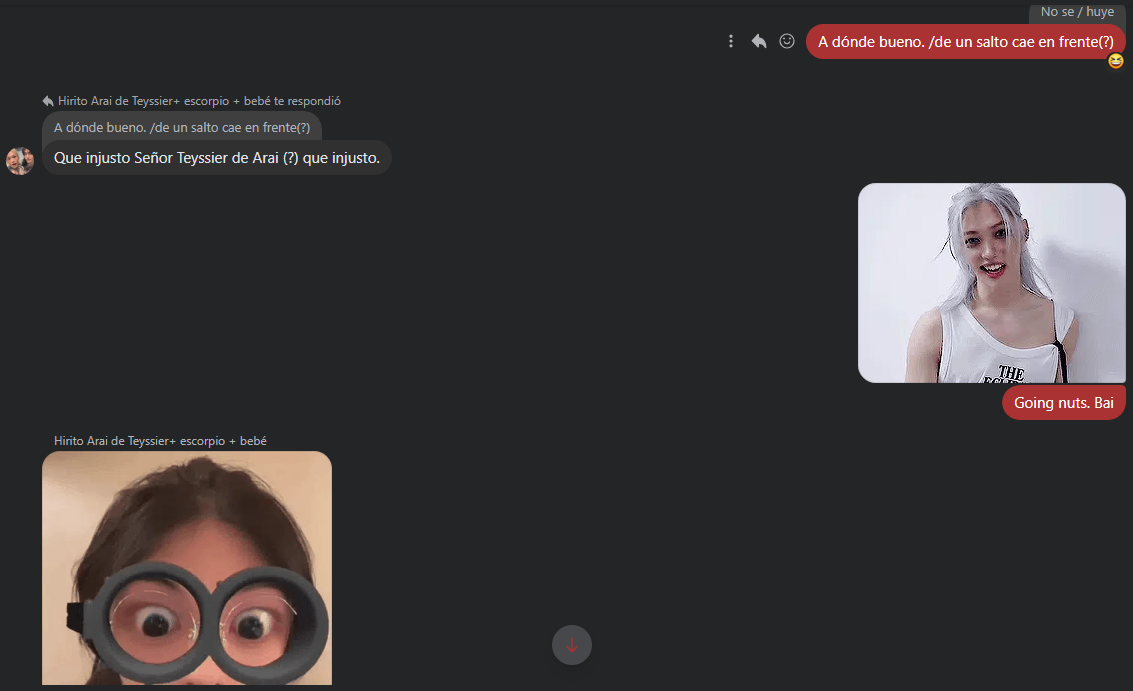 No se / huye
A dónde bueno. /de un salto cae en frente(?)
Hirito Arai de Teyssier+ escorpio + bebé te respondió
A dónde bueno. /de un salto cae en frente(?)
Que injusto Señor Teyssier de Arai (?) que injusto.
THE
Going nuts. Bai
Hirito Arai de Teyssier+ escorpio + bebé